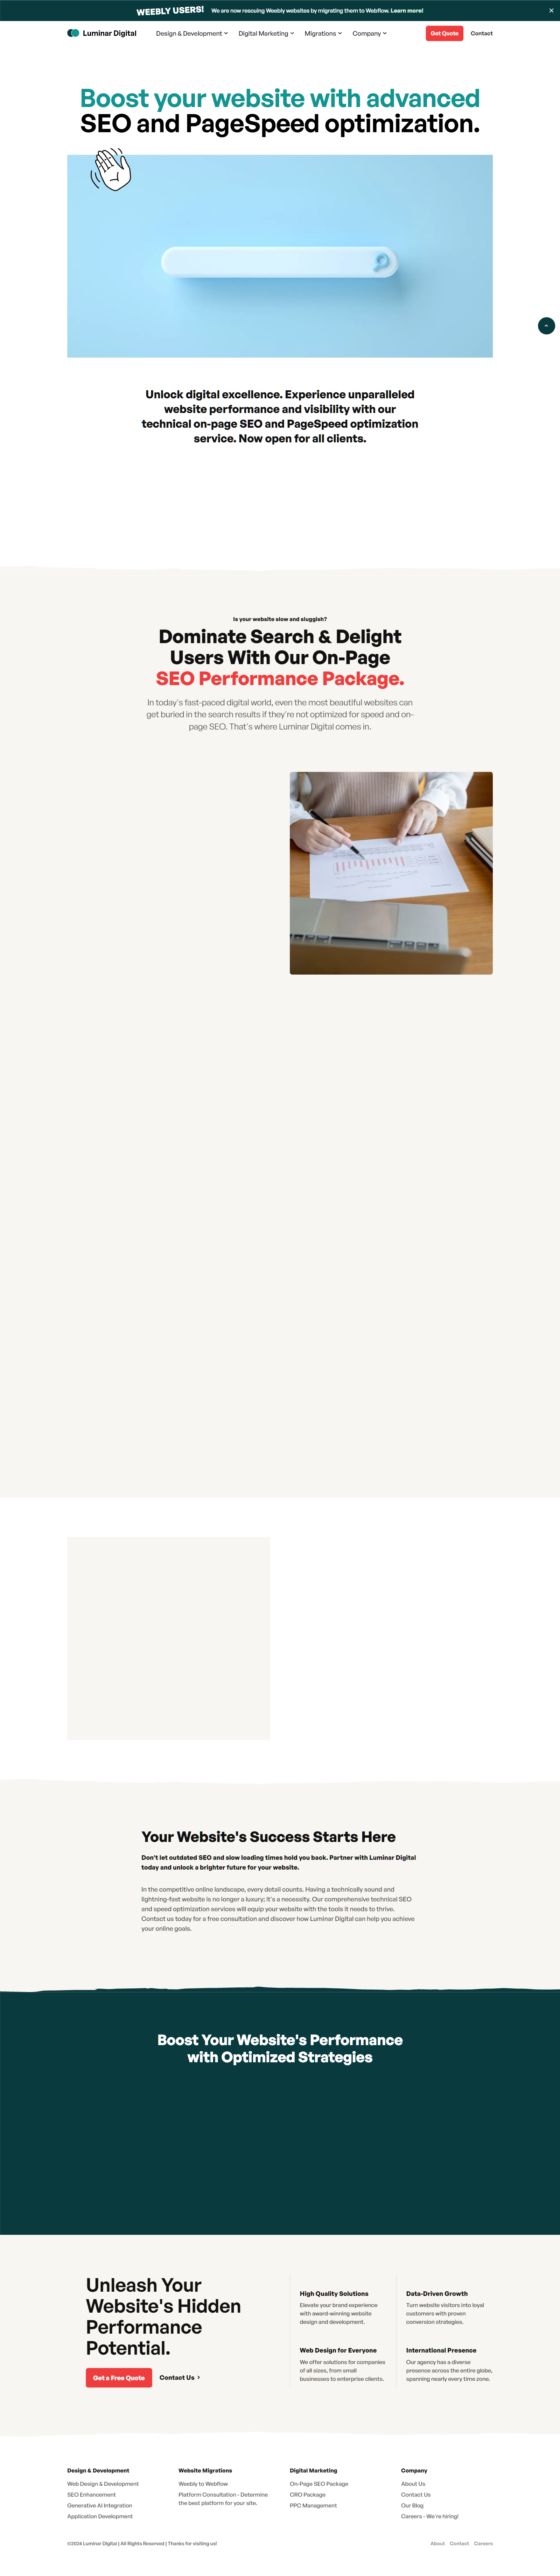 WEEBLY USERS! We are now rescuing Weebly websites by migrating them to Webflow. Learn more!
Luminar Digital Design & Development Digital Marketing Migrations Company Get Quote Contact
Boost your website with advanced
SEO and PageSpeed optimization.
Unlock digital excellence. Experience unparalleled
website performance and visibility with our
technical on-page SEO and PageSpeed optimization
service. Now open for all clients.
Is your website slow and sluggish?
Dominate Search & Delight
Users With Our On-Page
SEO Performance Package.
In today's fast-paced digital world, even the most beautiful websites can
get buried in the search results if they're not optimized for speed and on-
page SEO. That's where Luminar Digital comes in.
Your Website's Success Starts Here
Don't let outdated SEO and slow loading times hold you back. Partner with Luminar Digital
today and unlock a brighter future for your website.
In the competitive online landscape, every detail counts. Having a technically sound and
lightning-fast website is no longer a luxury; it's a necessity. Our comprehensive technical SEO
and speed optimization services will equip your website with the tools it needs to thrive.
Contact us today for a free consultation and discover how Luminar Digital can help you achieve
your online goals.
Boost Your Website's Performance
with Optimized Strategies
Unleash Your
Website's Hidden
Performance
Potential.
Get a Free Quote Contact Us
High Quality Solutions
Elevate your brand experience
with award-winning website
design and development.
Data-Driven Growth
Turn website visitors into loyal
customers with proven
conversion strategies.
Web Design for Everyone
We offer solutions for companies
of all sizes, from small
businesses to enterprise clients.
International Presence
Our agency has a diverse
presence across the entire globe,
spanning nearly every time zone.
Design & Development
Web Design & Development
SEO Enhancement
Generative AI Integration
Application Development
Website Migrations
Weebly to Webflow
Platform Consultation - Determine
the best platform for your site.
Digital Marketing
On-Page SEO Package
CRO Package
PPC Management
Company
About Us
Contact Us
Our Blog
Careers - We're hiring!
©2024 Luminar Digital | All Rights Reserved | Thanks for visiting us!
About Contact Careers